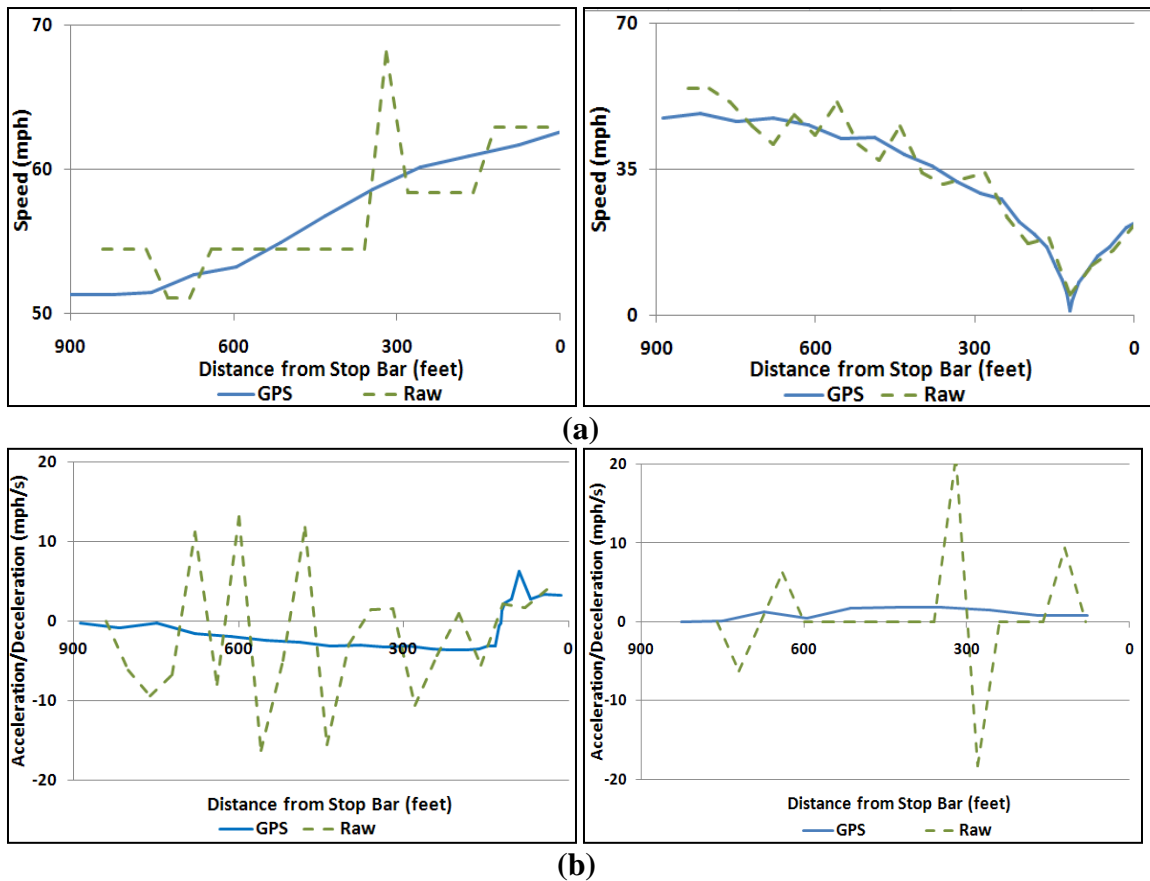 70
60
50
900
600
300
0
Speed (mph)
Distance from Stop Bar (feet)
GPS
Raw
70
35
0
900
600
300
0
Speed (mph)
Distance from Stop Bar (feet)
GPS
Raw
(a)
20
10
0
-10
-20
900
600
300
0
Acceleration/Deceleration (mph/s)
Distance from Stop Bar (feet)
GPS
Raw
20
10
0
-10
-20
900
600
300
0
Acceleration/Deceleration (mph/s)
Distance from Stop Bar (feet)
GPS
Raw
(b)